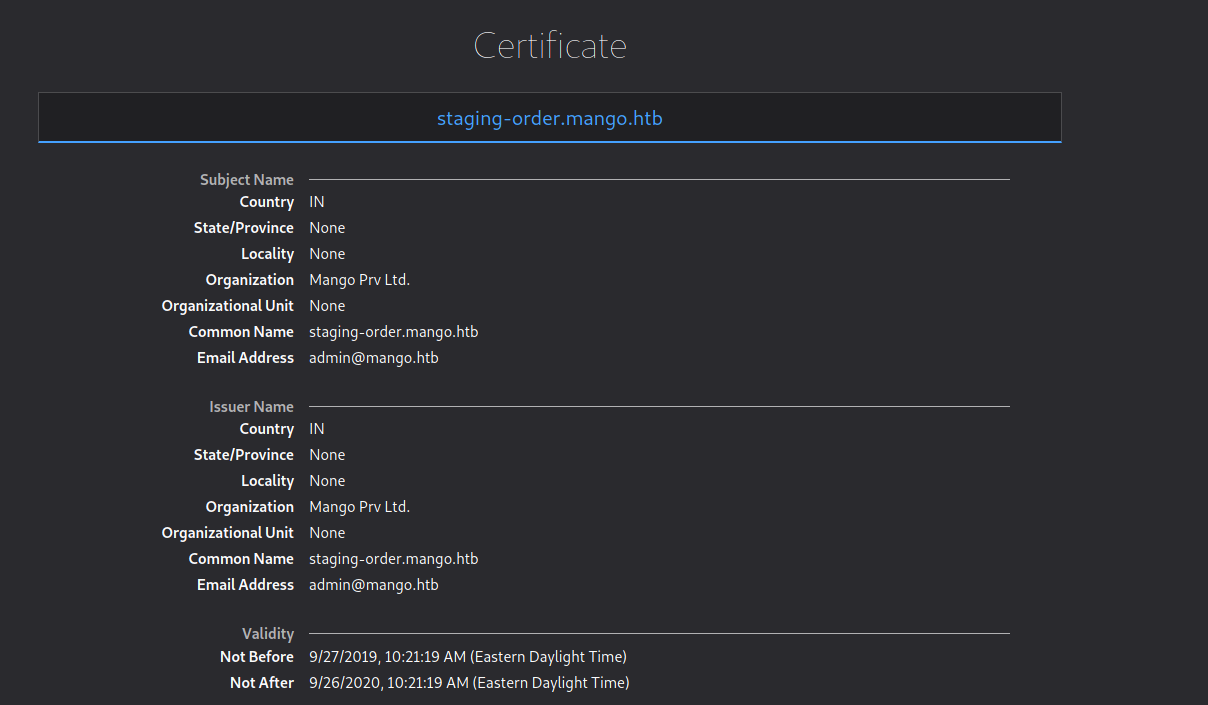 Certificate
staging-order.mango.htb
Subject Name
Country IN
State/Province None
Locality None
Organization Mango Prv Ltd.
Organizational Unit None
Common Name staging-order.mango.htb
Email Address admin@mango.htb
Issuer Name
Country IN
State/Province None
Locality None
Organization Mango Prv Ltd.
Organizational Unit None
Common Name staging-order.mango.htb
Email Address admin@mango.htb
Validity
Not Before 9/27/2019, 10:21:19 AM (Eastern Daylight Time)
Not After 9/26/2020, 10:21:19 AM (Eastern Daylight Time)